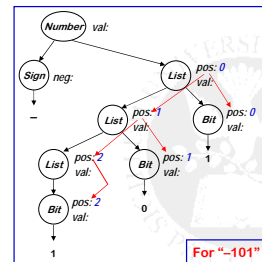 Number val:
Sign neg:
List pos: 0
val:
–
List pos: 1
val:
Bit pos: 0
val:
1
List pos: 2
val:
Bit pos: 1
val:
0
Bit pos: 2
val:
1
For "–101"